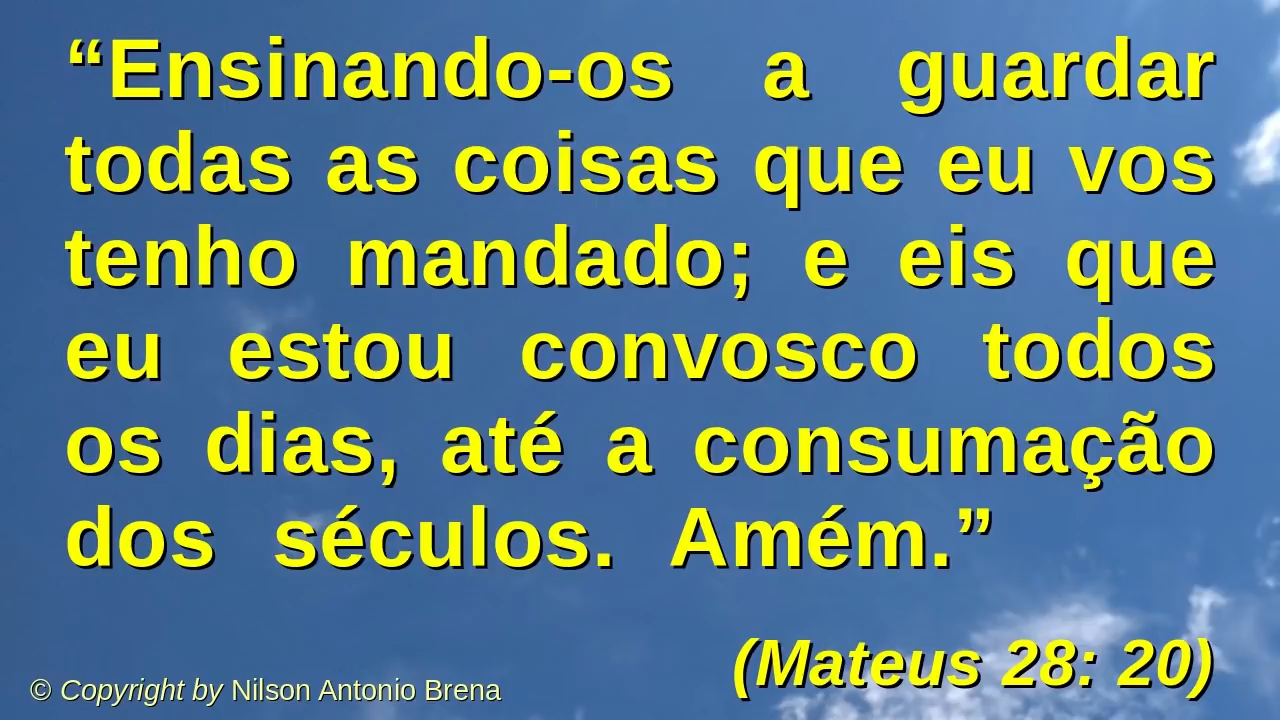 “Ensinando-os a guardar
todas as coisas que eu vos
tenho mandado; e eis que
eu estou convosco todos
os dias, até a consumação
dos séculos. Amém.”
(Mateus 28: 20)
© Copyright by Nilson Antonio Brena